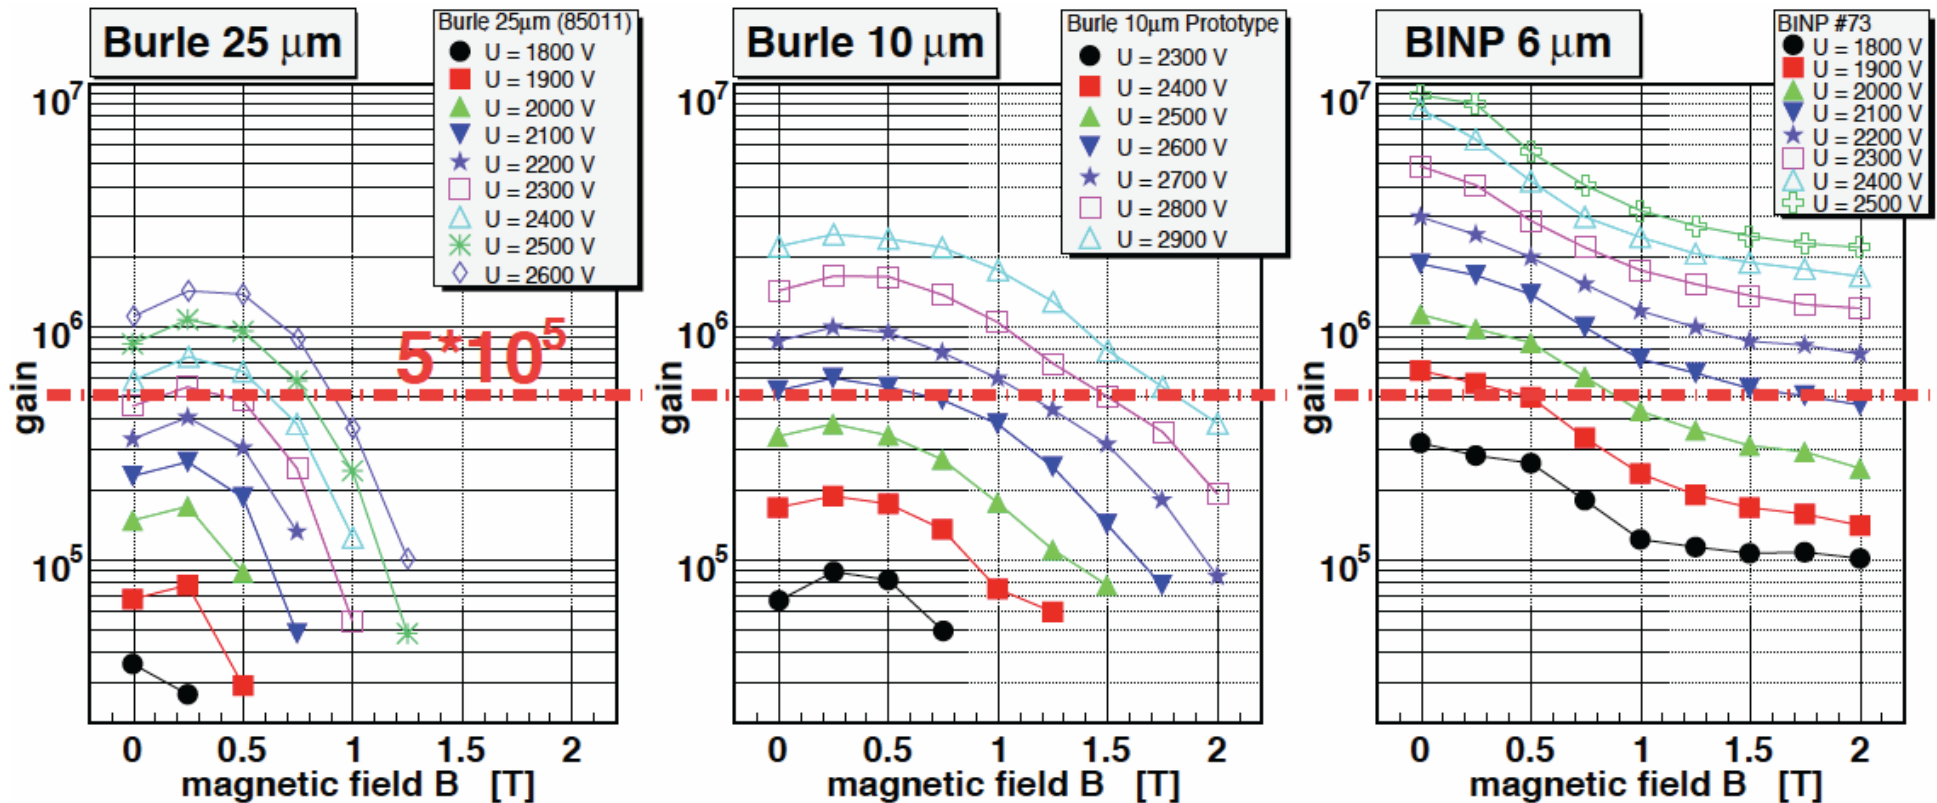 Burle 25 μm
Burle 25μm (85011)
U = 1800 V
U = 1900 V
U = 2000 V
U = 2100 V
U = 2200 V
U = 2300 V
U = 2400 V
U = 2500 V
U = 2600 V
10⁷
10⁶
10⁵
gain
5*10⁵
0 0.5 1 1.5 2
magnetic field B [T]
Burle 10 μm
Burle 10μm Prototype
U = 2300 V
U = 2400 V
U = 2500 V
U = 2600 V
U = 2700 V
U = 2800 V
U = 2900 V
10⁷
10⁶
10⁵
gain
0 0.5 1 1.5 2
magnetic field B [T]
BINP 6 μm
BINP #73
U = 1800 V
U = 1900 V
U = 2000 V
U = 2100 V
U = 2200 V
U = 2300 V
U = 2400 V
U = 2500 V
10⁷
10⁶
10⁵
gain
0 0.5 1 1.5 2
magnetic field B [T]